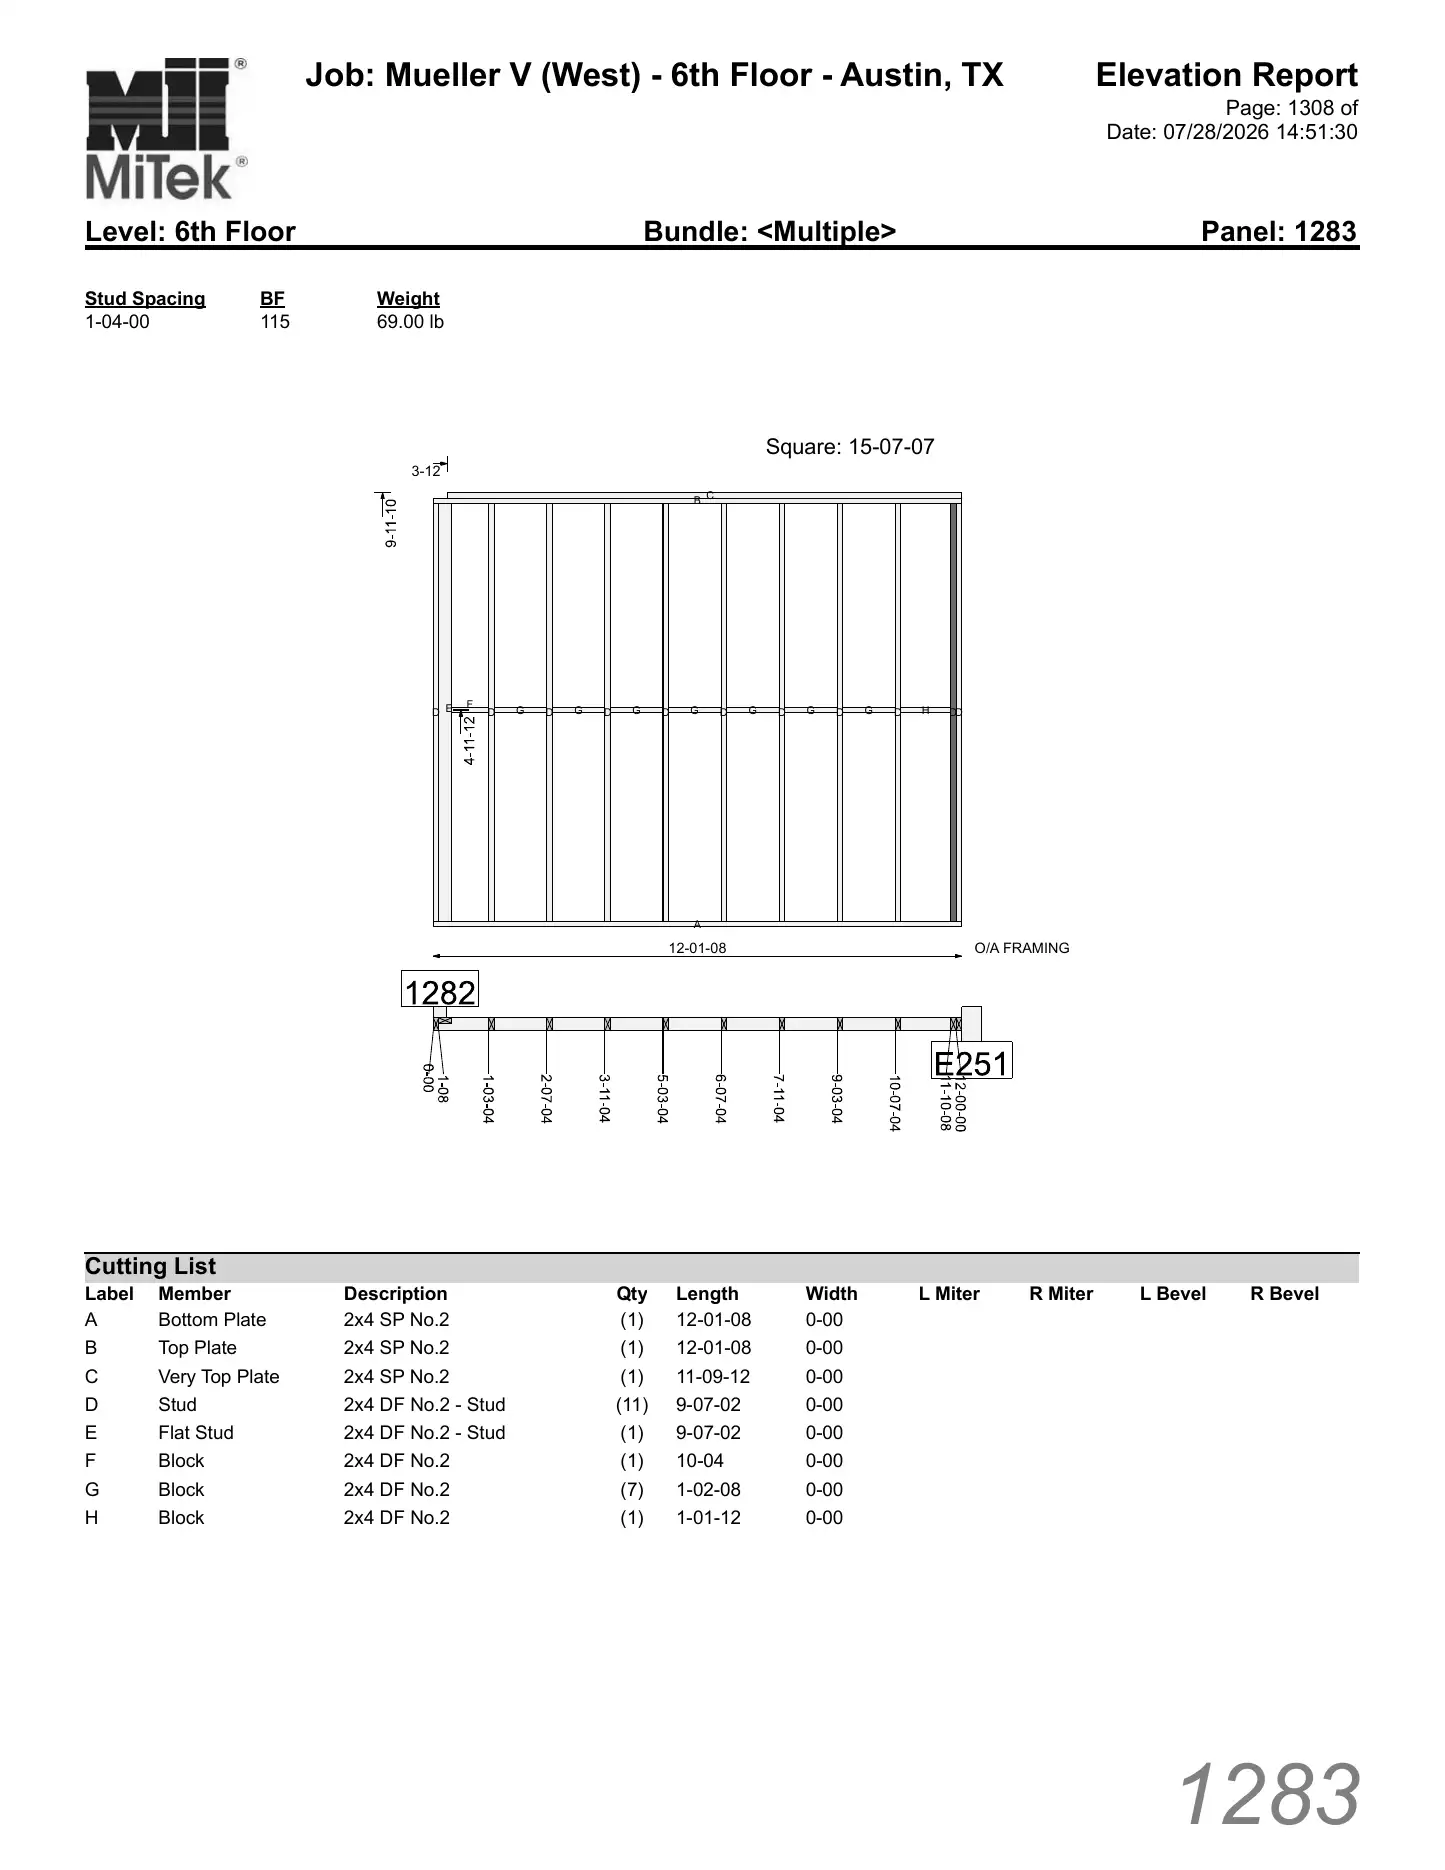 MiTek®
Job: Mueller V (West) - 6th Floor - Austin, TX
Elevation Report
Page: 1308 of
Date: 07/28/2026 14:51:30
Level: 6th Floor Bundle: <Multiple> Panel: 1283
Stud Spacing BF Weight
1-04-00 115 69.00 lb
Square: 15-07-07
3-12
C
B
9-11-10
D E F D G D G D G D G D G D G D G D H D D
4-11-12
A
12-01-08 O/A FRAMING
1282
E251
0-00 1-08 1-03-04 2-07-04 3-11-04 5-03-04 6-07-04 7-11-04 9-03-04 10-07-04 11-10-08 12-00-00
Cutting List
Label Member Description Qty Length Width L Miter R Miter L Bevel R Bevel
A Bottom Plate 2x4 SP No.2 (1) 12-01-08 0-00
B Top Plate 2x4 SP No.2 (1) 12-01-08 0-00
C Very Top Plate 2x4 SP No.2 (1) 11-09-12 0-00
D Stud 2x4 DF No.2 - Stud (11) 9-07-02 0-00
E Flat Stud 2x4 DF No.2 - Stud (1) 9-07-02 0-00
F Block 2x4 DF No.2 (1) 10-04 0-00
G Block 2x4 DF No.2 (7) 1-02-08 0-00
H Block 2x4 DF No.2 (1) 1-01-12 0-00
1283